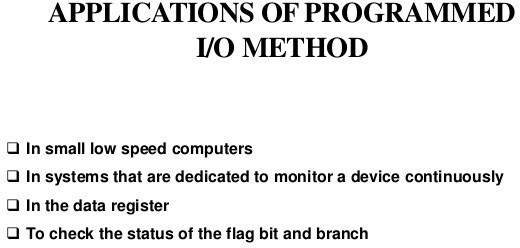 APPLICATIONS OF PROGRAMMED
I/O METHOD
❑ In small low speed computers
❑ In systems that are dedicated to monitor a device continuously
❑ In the data register
❑ To check the status of the flag bit and branch